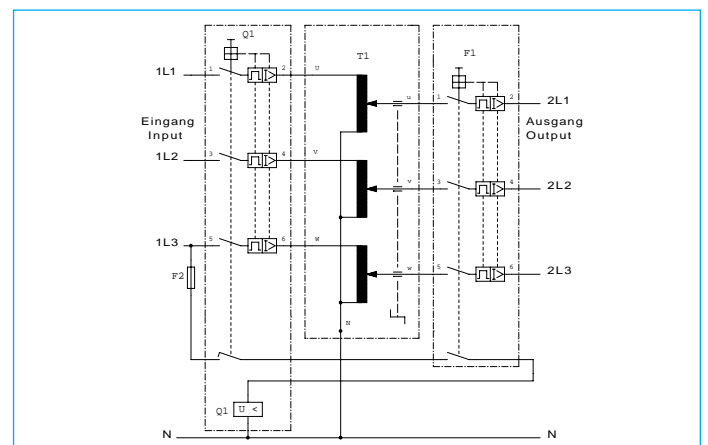 Q1
T1
F1
1L1 1 2 U
u 1 2 2L1
Eingang
Input
Ausgang
Output
1L2 3 4 V
v 3 4 2L2
1L3 5 6 W
w 5 6 2L3
F2
N
Q1 U <
N N